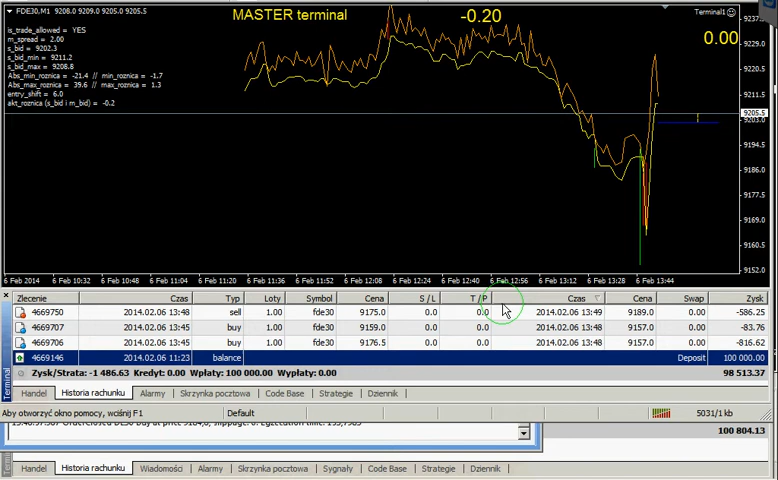 FDE30,M1 9208.0 9209.0 9205.0 9205.5
MASTER terminal
-0.20
Terminal1
0.00
is_trade_allowed = YES
m_spread = 2.00
s_bid = 9202.3
s_bid_min = 9211.2
s_bid_max = 9208.8
Abs_min_roznica = -21.4 // min_roznica = -1.7
Abs_max_roznica = 39.6 // max_roznica = 1.3
entry_shift = 6.0
akt_roznica (s_bid i m_bid) = -0.2
9237.5
9228.5
9220.0
9211.5
9205.5
9203.0
9194.5
9186.0
9177.5
9169.0
9160.5
9152.0
6 Feb 2014
6 Feb 10:32
6 Feb 10:48
6 Feb 11:04
6 Feb 11:20
6 Feb 12:08
6 Feb 12:24
6 Feb 12:40
6 Feb 12:56
6 Feb 13:12
6 Feb 13:28
6 Feb 13:44
Zlecenie Czas Typ Loty Symbol Cena S / L T / P Czas Cena Swap Zysk
4669750 2014.02.06 13:48 sell 1.00 fde30 9175.0 0.0 0.0 2014.02.06 13:49 9189.0 0.00 -586.25
4669707 2014.02.06 13:45 buy 1.00 fde30 9159.0 0.0 0.0 2014.02.06 13:48 9157.0 0.00 -83.76
4669706 2014.02.06 13:45 buy 1.00 fde30 9176.5 0.0 0.0 2014.02.06 13:48 9157.0 0.00 -816.62
4669146 2014.02.06 11:23 balance Deposit 100 000.00
Zysk/Strata: -1 486.63 Kredyt: 0.00 Wpłaty: 100 000.00 Wypłaty: 0.00 98 513.37
Terminal
Handel Historia rachunku Alarmy Skrzynka pocztowa Code Base Strategie Dziennik
Aby otworzyć okno pomocy, wciśnij F1 Default 5031/1 kb
100 804.13
Handel Historia rachunku Wiadomości Alarmy Skrzynka pocztowa Sygnały Code Base Strategie Dziennik